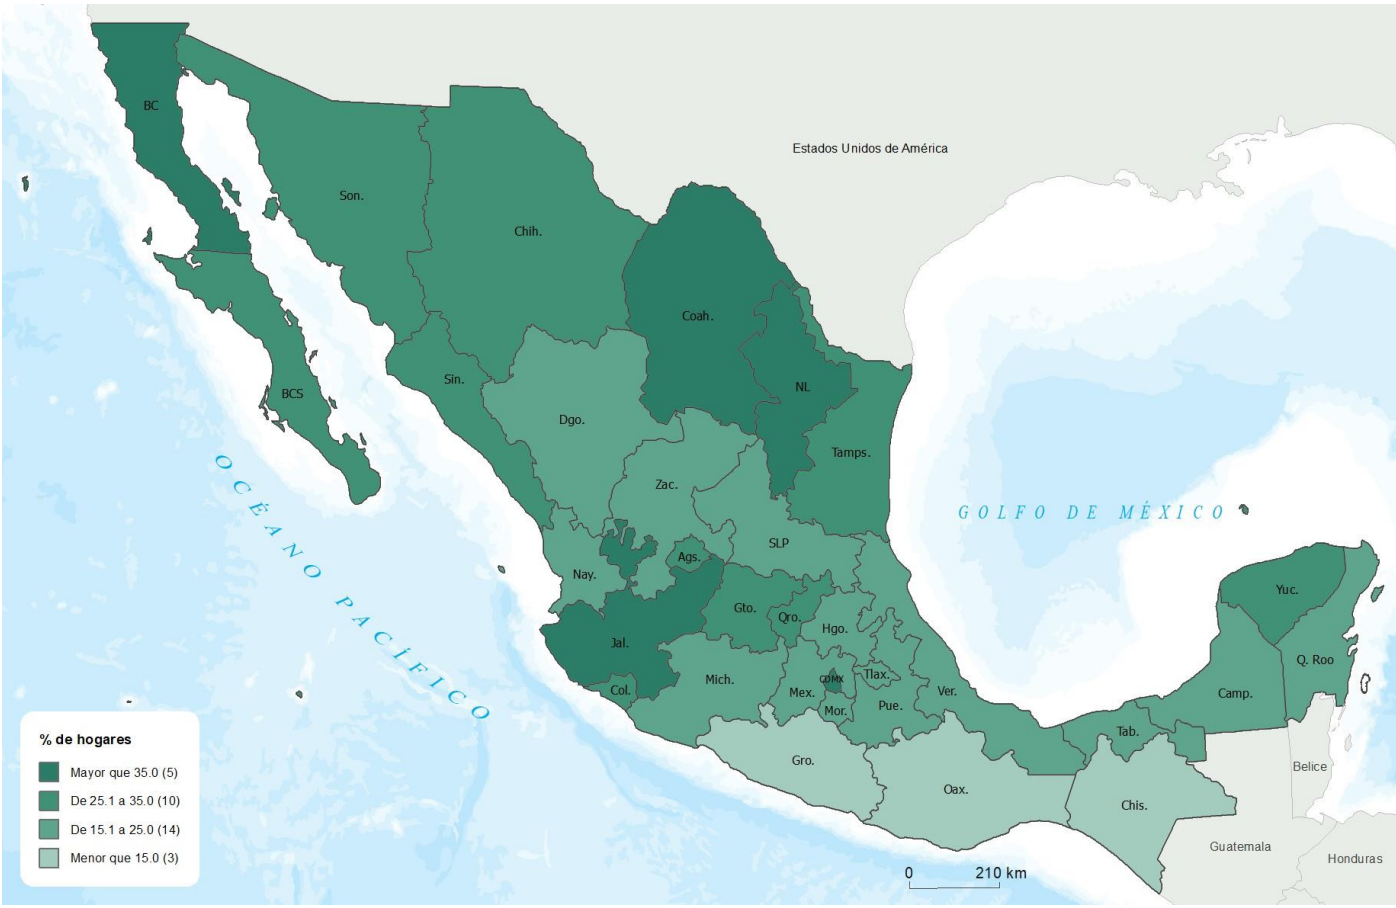 BC
Estados Unidos de América
Son.
Chih.
Coah.
NL
Sin.
BCS
Dgo.
Tamps.
Zac.
OCÉANO PACÍFICO
GOLFO DE MÉXICO
SLP
Ags.
Nay.
Yuc.
Gto.
Qro.
Hgo.
Jal.
Q. Roo
Tlax.
CDMX
Mich.
Col.
Mex.
Ver.
Camp.
Pue.
Mor.
Tab.
% de hogares
Gro.
Belice
Mayor que 35.0 (5)
Oax.
De 25.1 a 35.0 (10)
Chis.
De 15.1 a 25.0 (14)
Guatemala
Menor que 15.0 (3)
Honduras
0 210 km